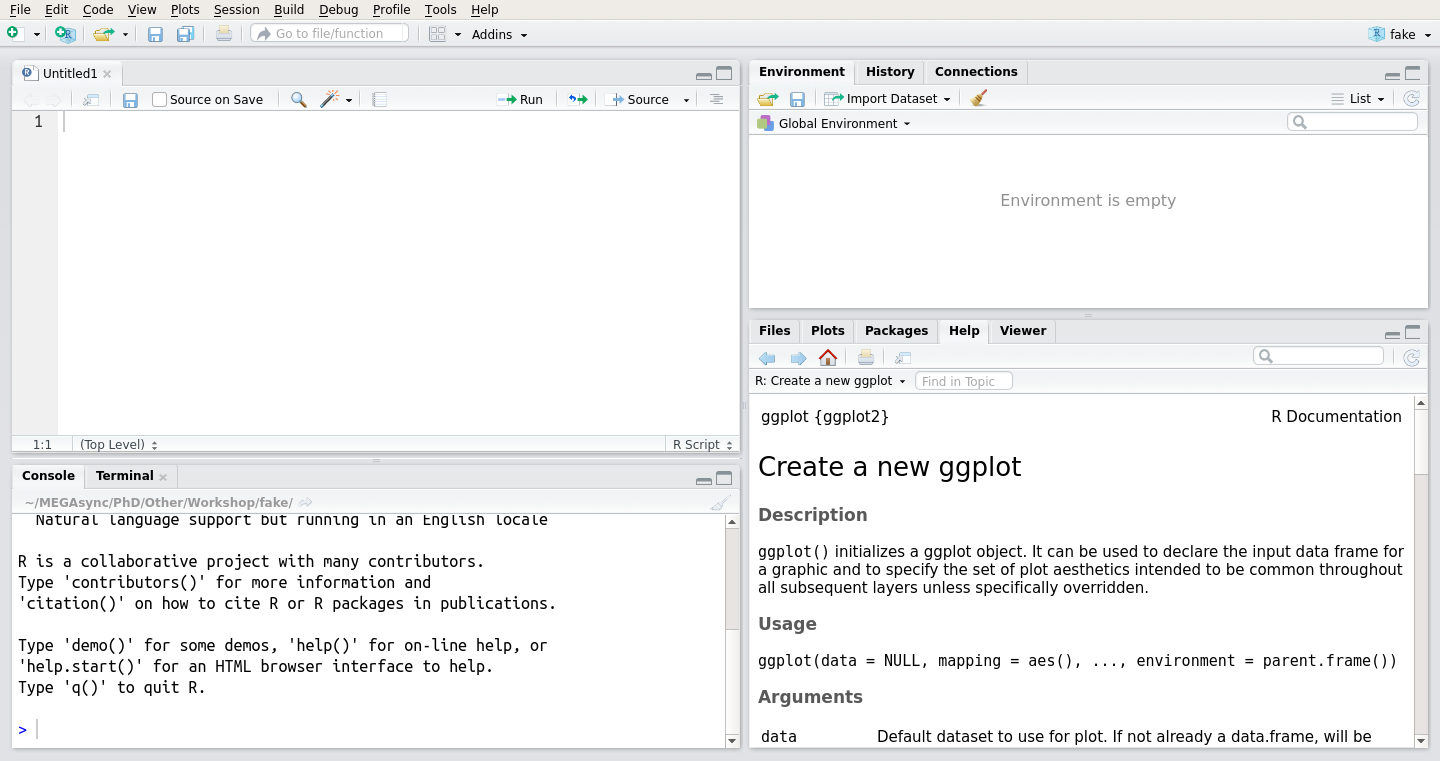 File Edit Code View Plots Session Build Debug Profile Tools Help
Go to file/function Addins fake
Untitled1
Source on Save Run Source
1
1:1 (Top Level) R Script
Console Terminal
~/MEGAsync/PhD/Other/Workshop/fake/
Natural language support but running in an English locale
R is a collaborative project with many contributors.
Type 'contributors()' for more information and
'citation()' on how to cite R or R packages in publications.
Type 'demo()' for some demos, 'help()' for on-line help, or
'help.start()' for an HTML browser interface to help.
Type 'q()' to quit R.
>
Environment History Connections
Import Dataset List
Global Environment
Environment is empty
Files Plots Packages Help Viewer
R: Create a new ggplot Find in Topic
ggplot {ggplot2} R Documentation
Create a new ggplot
Description
ggplot() initializes a ggplot object. It can be used to declare the input data frame for
a graphic and to specify the set of plot aesthetics intended to be common throughout
all subsequent layers unless specifically overridden.
Usage
ggplot(data = NULL, mapping = aes(), ..., environment = parent.frame())
Arguments
data Default dataset to use for plot. If not already a data.frame, will be